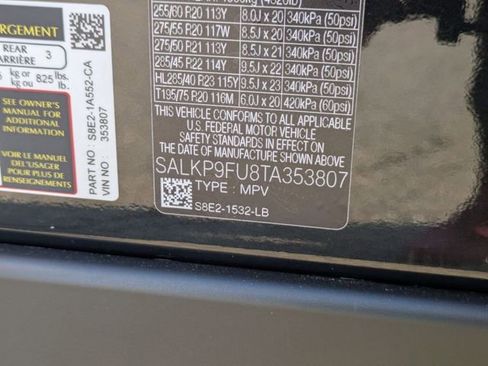 255/60 R20 113Y 8.0J x 20 340kPa (50psi)
275/55 R20 117W 8.5J x 20 340kPa (50psi)
275/50 R21 113Y 8.5J x 21 340kPa (50psi)
285/45 R22 114Y 9.5J x 22 340kPa (50psi)
HL285/40 R23 115Y 9.5J x 23 340kPa (50psi)
T195/75 R20 116M 6.0J x 20 420kPa (60psi)
THIS VEHICLE CONFORMS TO ALL APPLICABLE
U.S. FEDERAL MOTOR VEHICLE
SAFETY STANDARDS IN EFFECT ON
THE DATE OF MANUFACTURE SHOWN ABOVE
SALKP9FU8TA353807
TYPE : MPV
S8E2-1532-LB
ARGEMENT
REAR
ARRIÈRE
3
kg or
kg ou
825
lbs.
lb.
SEE OWNER'S
MANUAL FOR
ADDITIONAL
INFORMATION
VOIR LE MANUEL
DE L'USAGER
POUR PLUS DE
RENSEIGNEMENTS
S8E2-1A552-CA
VIN NO : 353807